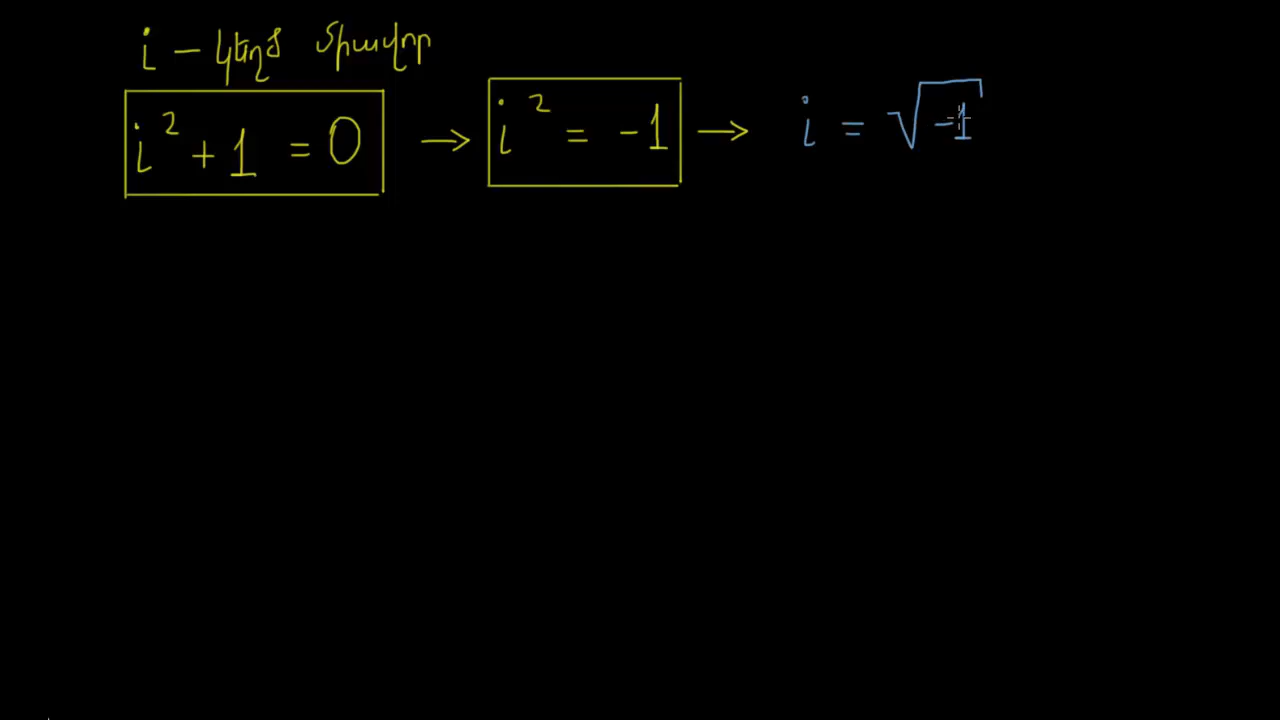 i – կեղծ միավոր
i² + 1 = 0 → i² = -1 → i = √-1